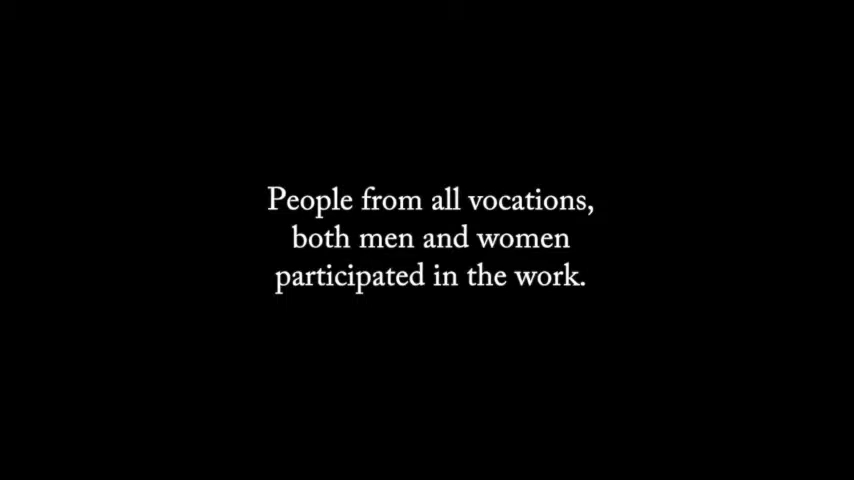 People from all vocations,
both men and women
participated in the work.